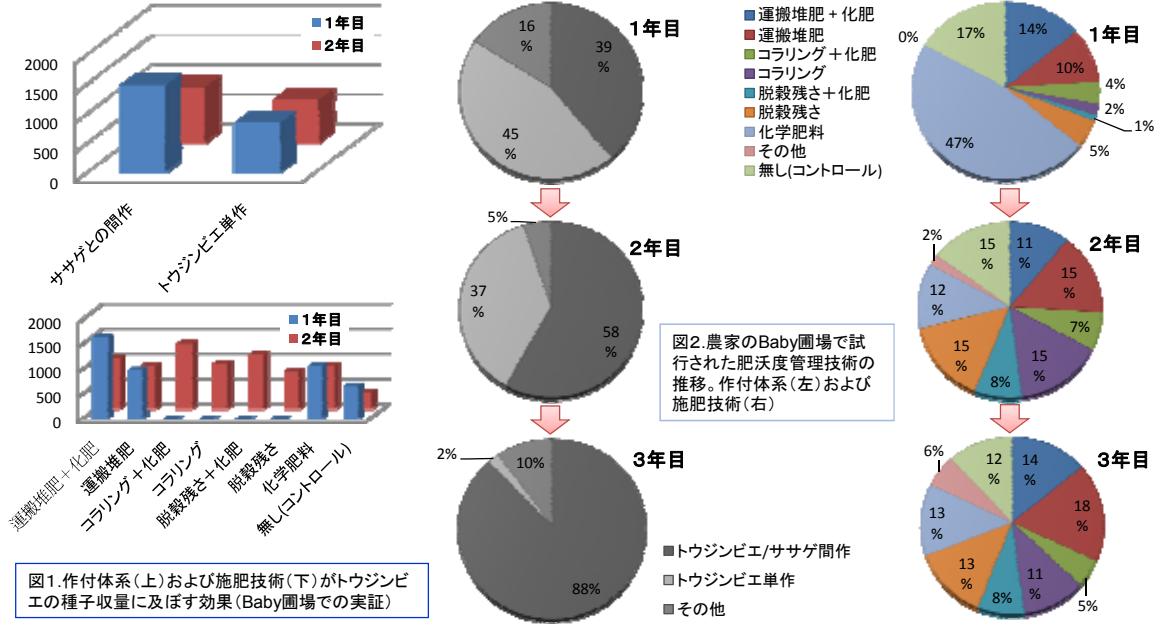 1年目
2年目
2000
1500
1000
500
0
ササゲとの間作
トウジンビエ単作
1年目
2年目
2000
1500
1000
500
0
運搬堆肥+化肥
運搬堆肥
コラリング+化肥
コラリング
脱穀残さ+化肥
脱穀残さ
化学肥料
無し(コントロール)
図1.作付体系(上)および施肥技術(下)がトウジンビ
エの種子収量に及ぼす効果(Baby圃場での実証)
1年目
16
%
39
%
45
%
2年目
5%
37
%
58
%
3年目
2%
10%
88%
トウジンビエ/ササゲ間作
トウジンビエ単作
その他
図2.農家のBaby圃場で試
行された肥沃度管理技術の
推移。作付体系(左)および
施肥技術(右)
運搬堆肥+化肥
運搬堆肥
コラリング+化肥
コラリング
脱穀残さ+化肥
脱穀残さ
化学肥料
その他
無し(コントロール)
1年目
0%
17%
14%
10%
4%
2%
1%
5%
47%
2年目
2%
15
%
11
%
15
%
7%
15
%
8%
15
%
12
%
3年目
6%
12
%
14
%
18
%
5%
11
%
8%
13
%
13
%